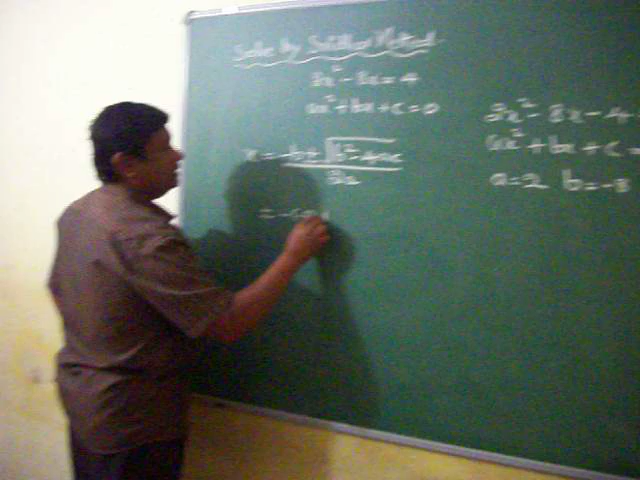 Solve by Method
2x² - 8x = 4
ax² + bx + c = 0
x = -b ± √b² - 4ac
2a
= -(-8)
2x² - 8x - 4
ax² + bx + c =
a = 2 b = -8